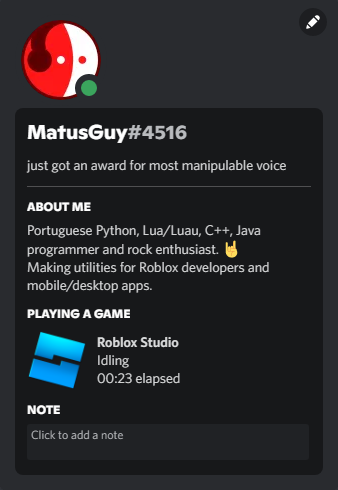 MatusGuy#4516
just got an award for most manipulable voice
ABOUT ME
Portuguese Python, Lua/Luau, C++, Java
programmer and rock enthusiast. 🤘
Making utilities for Roblox developers and
mobile/desktop apps.
PLAYING A GAME
Roblox Studio
Idling
00:23 elapsed
NOTE
Click to add a note